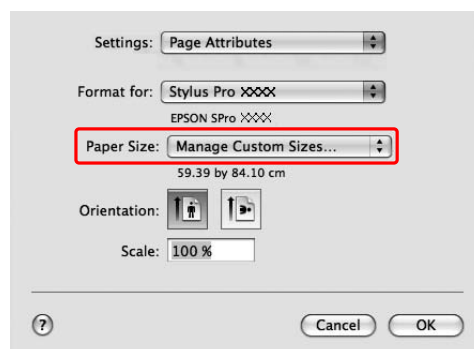 Settings: Page Attributes
Format for: Stylus Pro XXXX
EPSON SPro XXXX
Paper Size: Manage Custom Sizes...
59.39 by 84.10 cm
Orientation:
Scale: 100 %
? Cancel OK